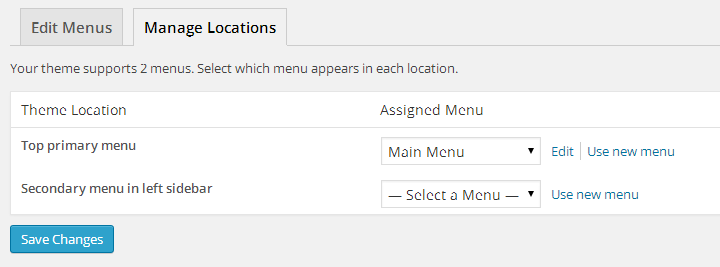 Edit Menus Manage Locations
Your theme supports 2 menus. Select which menu appears in each location.
Theme Location Assigned Menu
Top primary menu Main Menu Edit Use new menu
Secondary menu in left sidebar — Select a Menu — Use new menu
Save Changes